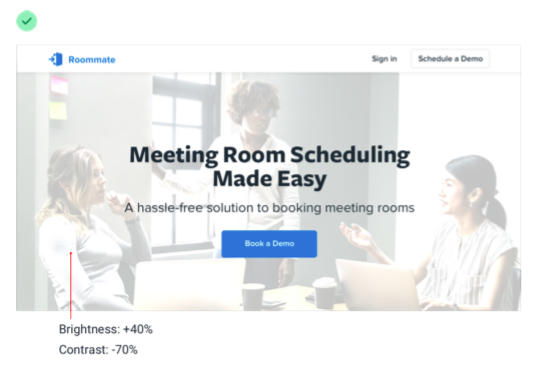 Roommate
Sign in
Schedule a Demo
Meeting Room Scheduling
Made Easy
A hassle-free solution to booking meeting rooms
Book a Demo
Brightness: +40%
Contrast: -70%